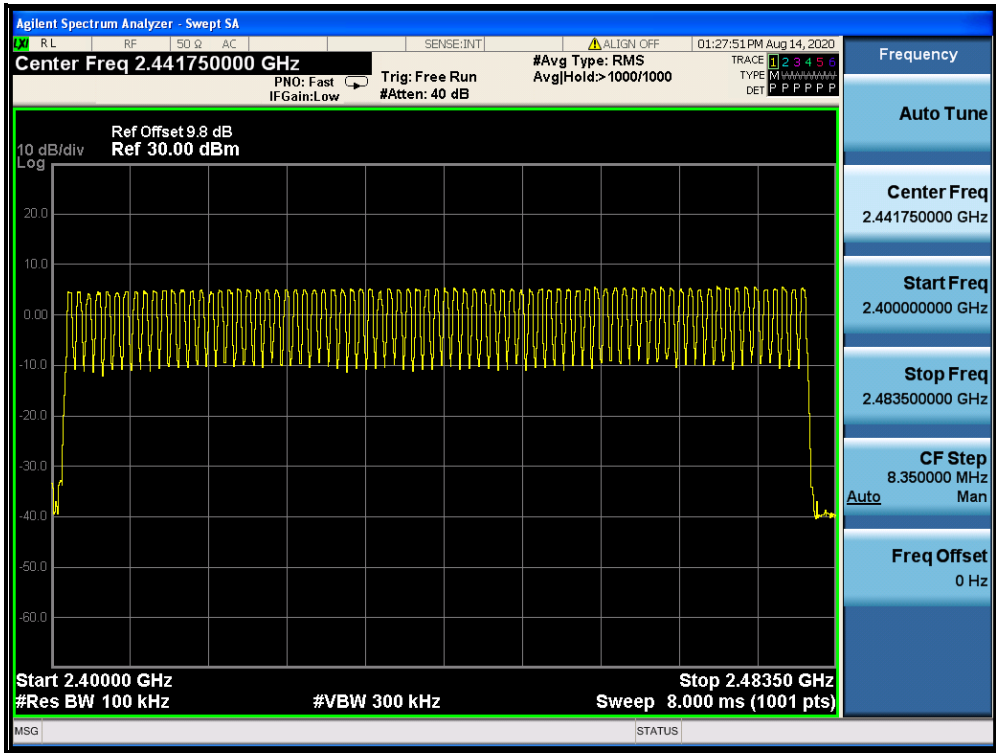 Agilent Spectrum Analyzer - Swept SA
LXI RL RF 50 Ω AC SENSE:INT ALIGN OFF 01:27:51 PM Aug 14, 2020
Center Freq 2.441750000 GHz
PNO: Fast
IFGain:Low
Trig: Free Run
#Atten: 40 dB
#Avg Type: RMS
Avg|Hold:>1000/1000
TRACE 1 2 3 4 5 6
TYPE M
DET P P P P P P
Ref Offset 9.8 dB
10 dB/div Ref 30.00 dBm
Log
20.0
10.0
0.00
-10.0
-20.0
-30.0
-40.0
-50.0
-60.0
Start 2.40000 GHz Stop 2.48350 GHz
#Res BW 100 kHz #VBW 300 kHz Sweep 8.000 ms (1001 pts)
MSG STATUS
Frequency
Auto Tune
Center Freq
2.441750000 GHz
Start Freq
2.400000000 GHz
Stop Freq
2.483500000 GHz
CF Step
8.350000 MHz
Auto Man
Freq Offset
0 Hz